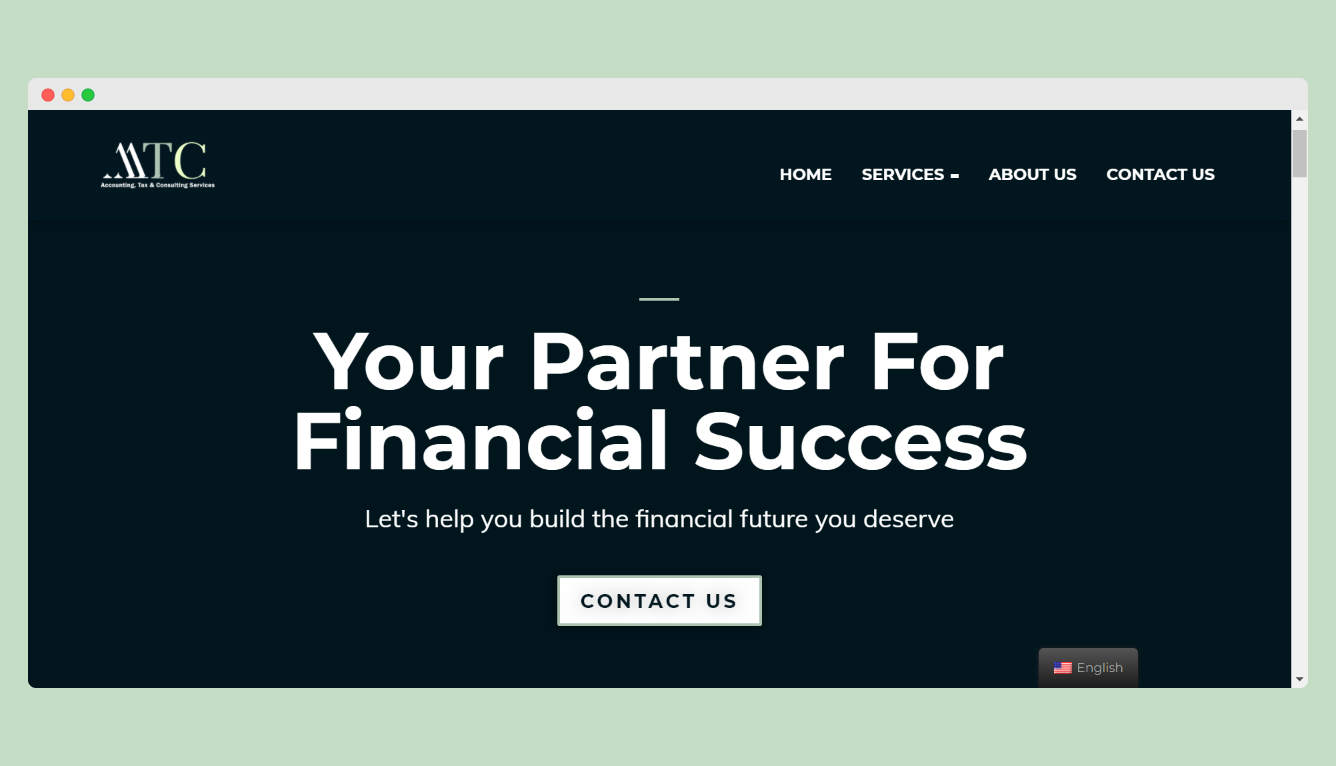 MTC
Accounting, Tax & Consulting Services
HOME SERVICES ABOUT US CONTACT US
Your Partner For
Financial Success
Let's help you build the financial future you deserve
CONTACT US
English